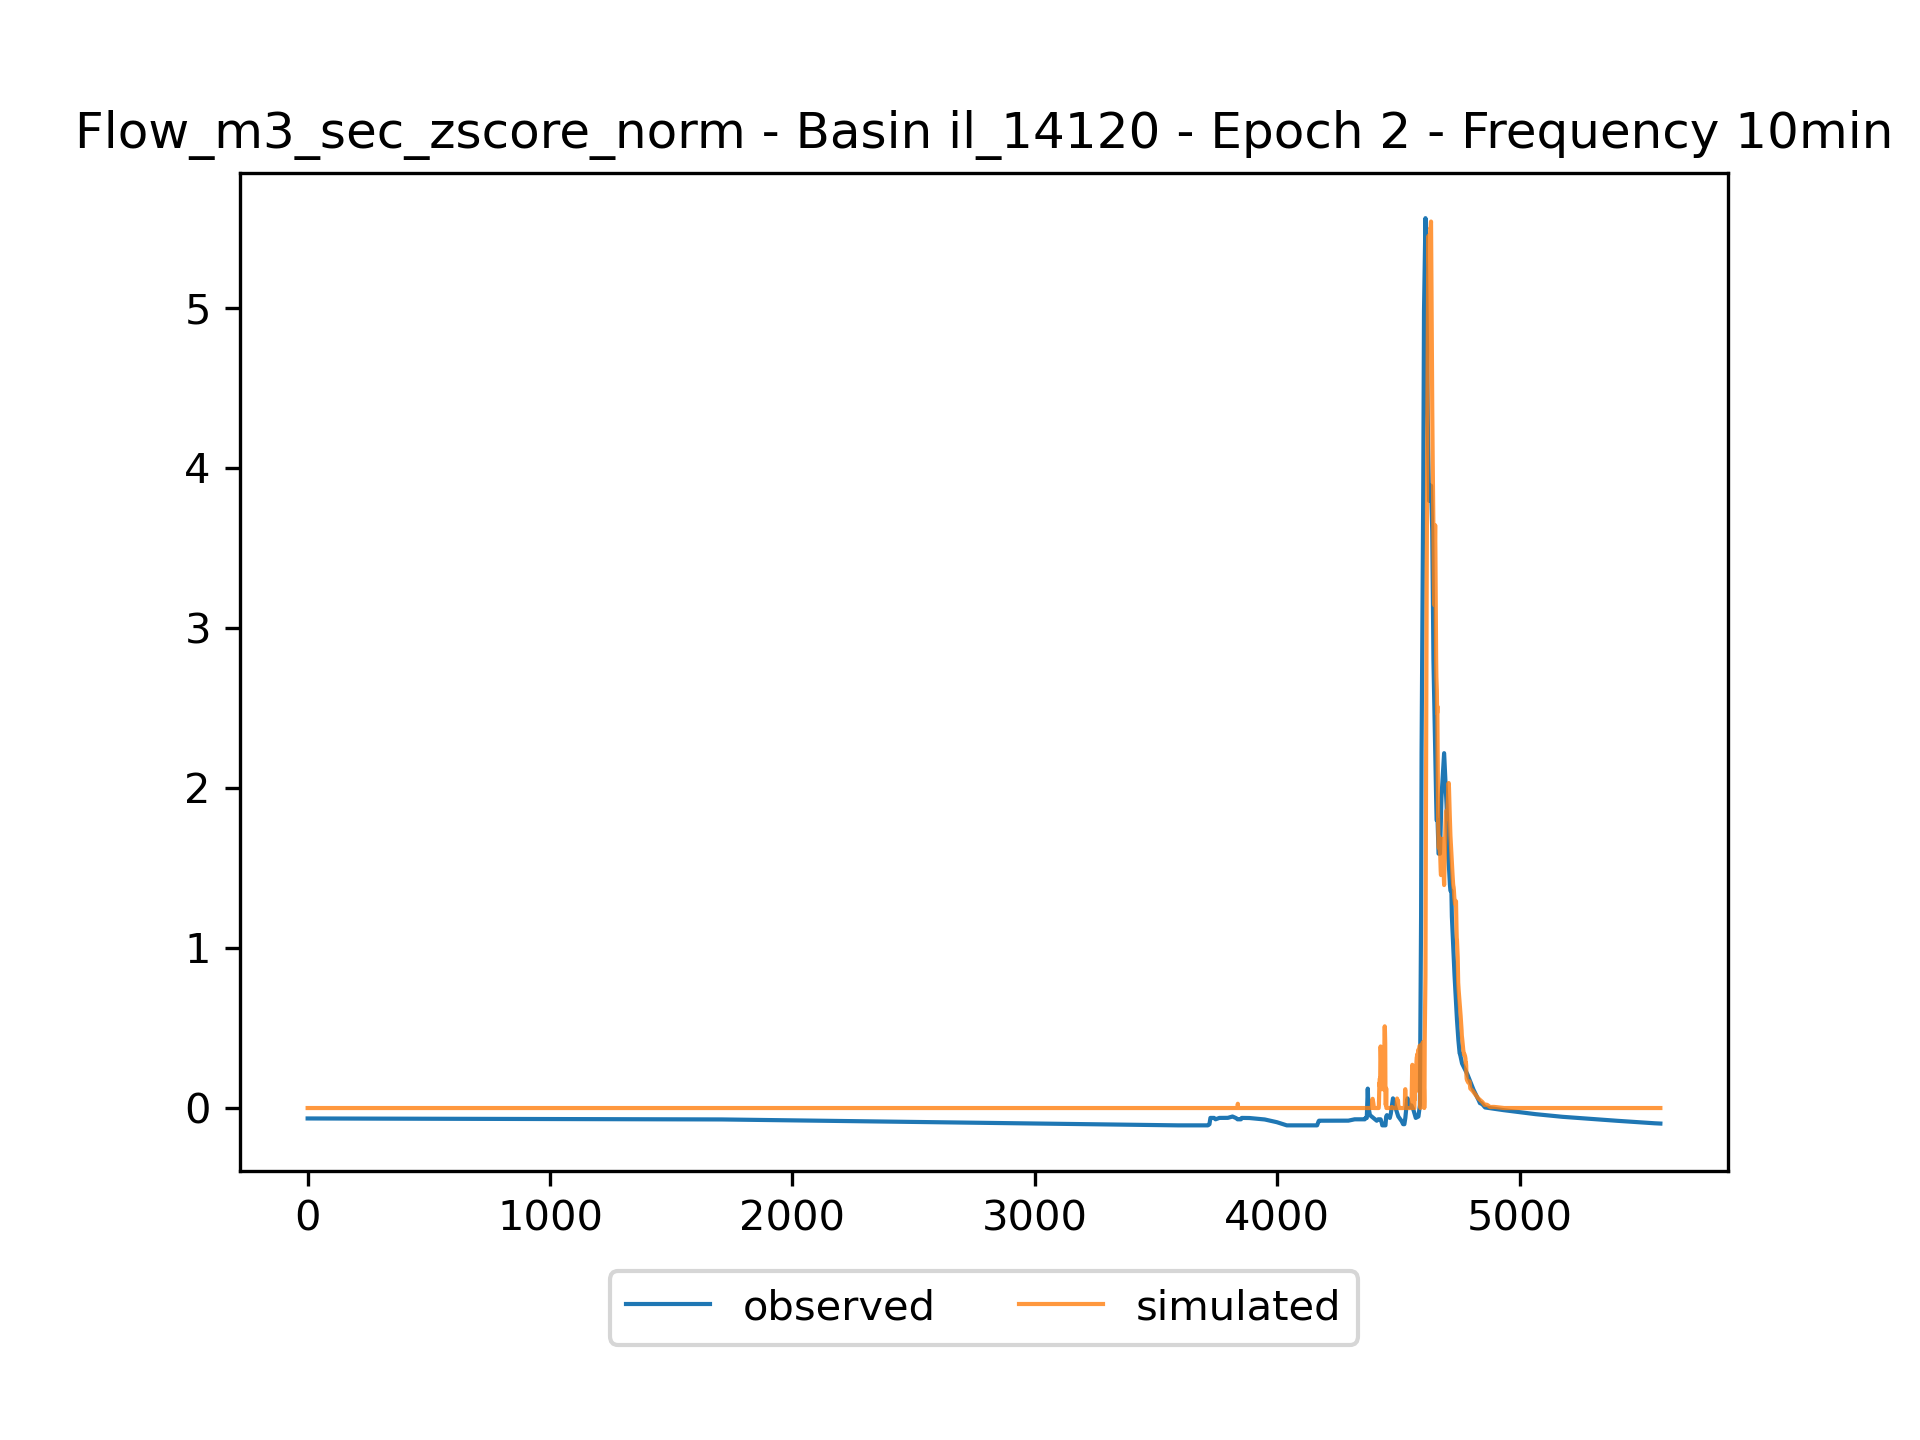 Flow_m3_sec_zscore_norm - Basin il_14120 - Epoch 2 - Frequency 10min
5
4
3
2
1
0
0 1000 2000 3000 4000 5000
observed simulated